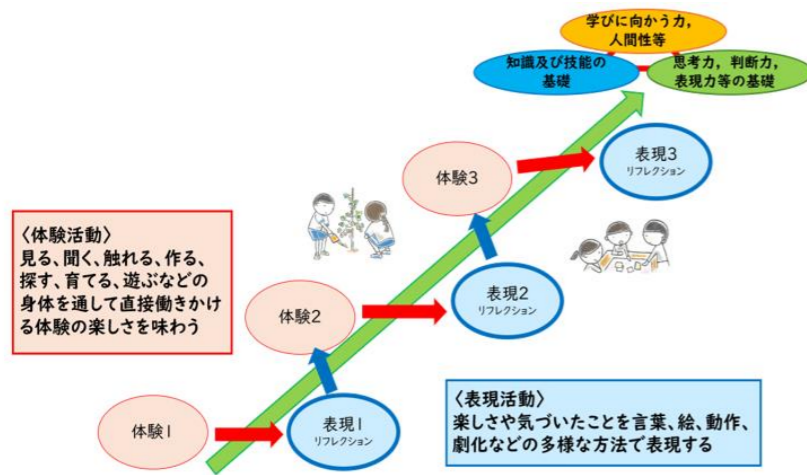 学びに向かう力，
人間性等
知識及び技能の
基礎
思考力，判断力，
表現力等の基礎
表現3
リフレクション
体験3
〈体験活動〉
見る、聞く、触れる、作る、
探す、育てる、遊ぶなどの
身体を通して直接働きかけ
る体験の楽しさを味わう
表現2
リフレクション
体験2
〈表現活動〉
楽しさや気づいたことを言葉、絵、動作、
劇化などの多様な方法で表現する
体験1
表現1
リフレクション